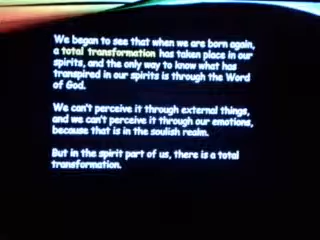 We began to see that when we are born again,
a total transformation has taken place in our
spirits, and the only way to know what has
transpired in our spirits is through the Word
of God.
We can't perceive it through external things,
and we can't perceive it through our emotions,
because that is in the soulish realm.
But in the spirit part of us, there is a total
transformation.